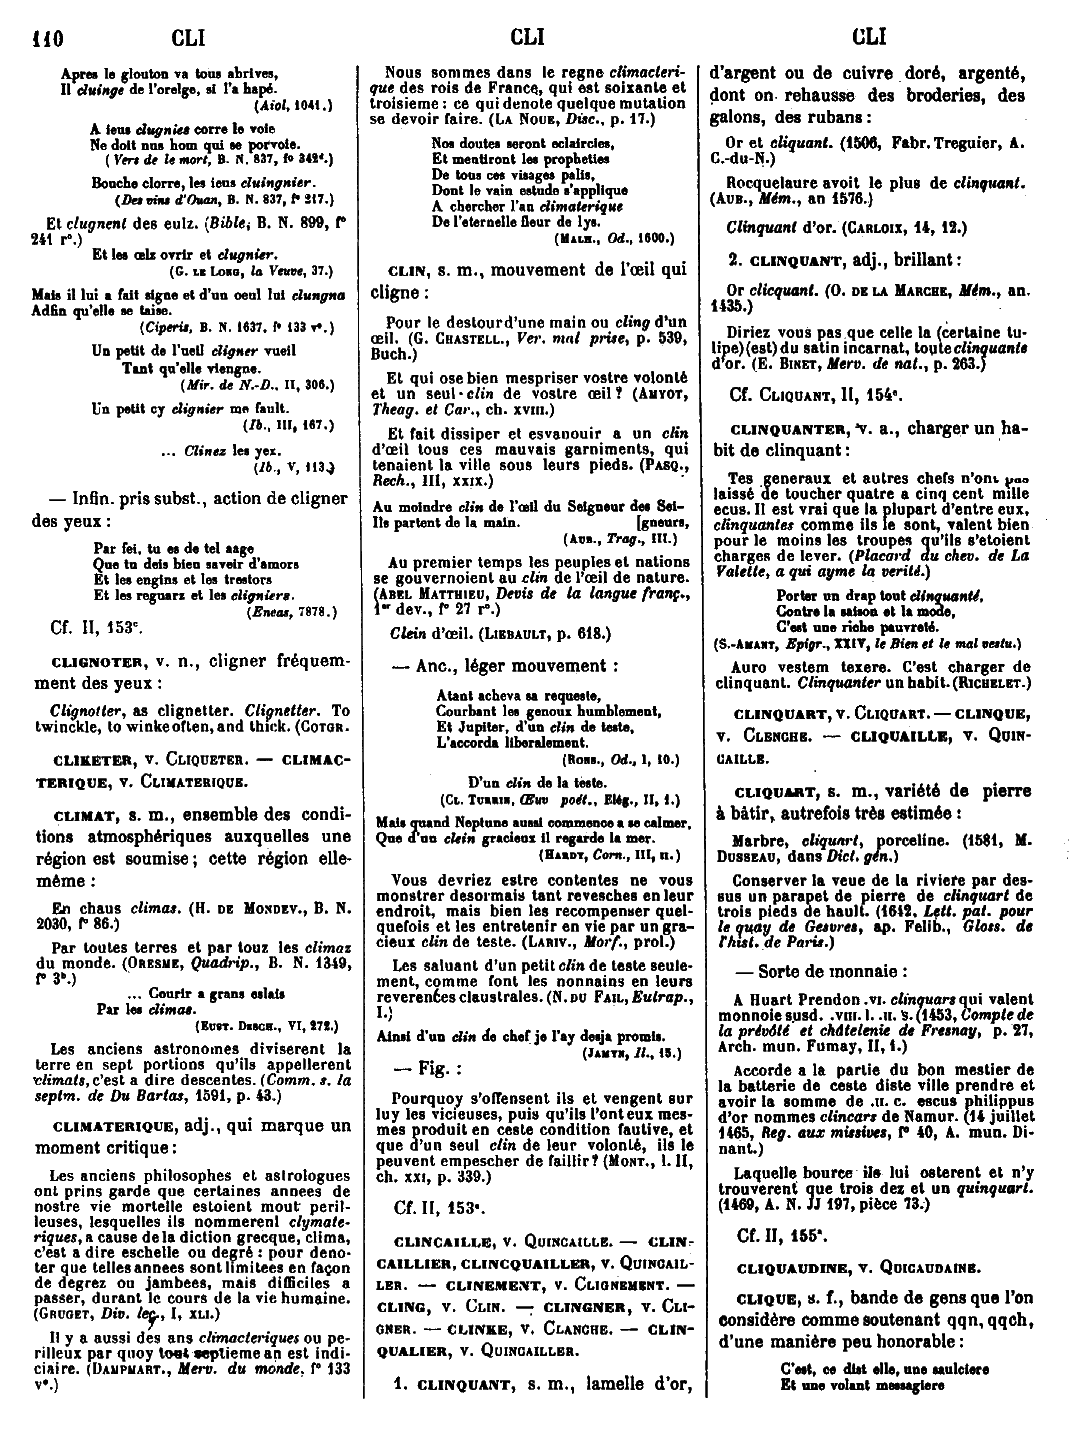 110 CLI CLI CLI
Apres le glouton va tous abrives,
Il cluinge de l'oreige, si l'a hapé.
(Aiol, 1041.)
A ieus clugnies corre le voie
Ne doit nus hom qui se porvoie.
(Vers de le mort, B. N. 837, f° 342ᵈ.)
Bouche clorre, les ieus cluingnier.
(Des vins d'Ouan, B. N. 837, f° 217.)
Et clugnent des eulz. (Bible, B. N. 899, f°
241 r°.)
Et les œlz ovrir et clugnier.
(G. LE LONG, la Veuve, 37.)
Mais il lui a fait signe et d'un oeul lui clungna
Adfin qu'elle se taise.
(Ciperis, B. N. 1637, f° 133 v°.)
Un petit de l'ueil cligner vueil
Tant qu'elle viengne.
(Mir. de N.-D., II, 306.)
Un petit cy clignier me fault.
(Ib., III, 167.)
... Clinez les yex.
(Ib., V, 113.)
— Infin. pris subst., action de cligner
des yeux :
Par fei, tu es de tel aage
Que tu deis bien saveir d'amors
Et les engins et les trestors
Et les reguarz et les cligniers.
(Eneas, 7878.)
Cf. II, 153ᶜ.
CLIGNOTER, v. n., cligner fréquem-
ment des yeux :
Clignotter, as clignetter. Clignetter. To
twinckle, to winke often, and thick. (COTGR.
CLIKETER, v. CLIQUETER. — CLIMAC-
TERIQUE, v. CLIMATERIQUE.
CLIMAT, s. m., ensemble des condi-
tions atmosphériques auxquelles une
région est soumise ; cette région elle-
même :
En chaus climas. (H. DE MONDEV., B. N.
2030, f° 86.)
Par toutes terres et par touz les climaz
du monde. (ORESME, Quadrip., B. N. 1349,
f° 3ᵇ.)
... Courir a grans eslais
Par les climas.
(EUST. DESCH., VI, 272.)
Les anciens astronomes diviserent la
terre en sept portions qu'ils appellerent
climats, c'est a dire descentes. (Comm. s. la
septm. de Du Bartas, 1591, p. 43.)
CLIMATERIQUE, adj., qui marque un
moment critique :
Les anciens philosophes et astrologues
ont prins garde que certaines annees de
nostre vie mortelle estoient mout peril-
leuses, lesquelles ils nommerent clymate-
riques, a cause de la diction grecque, clima,
c'est a dire eschelle ou degré : pour deno-
ter que telles annees sont limitees en façon
de degrez ou jambees, mais difficiles a
passer, durant le cours de la vie humaine.
(GRUGET, Div. leç., I, XLI.)
Il y a aussi des ans climacteriques ou pe-
rilleux par quoy tout septieme an est indi-
ciaire. (DAMPMART., Merv. du monde, f° 133
v°.)
Nous sommes dans le regne climacteri-
que des rois de France, qui est soixante et
troisieme : ce qui denote quelque mutation
se devoir faire. (LA NOUE, Disc., p. 17.)
Nos doutes seront eclaircies,
Et mentiront les propheties
De tous ces visages palis,
Dont le vain estude s'applique
A chercher l'an climaterique
De l'eternelle fleur de lys.
(MALH., Od., 1600.)
CLIN, s. m., mouvement de l'œil qui
cligne :
Pour le destour d'une main ou cling d'un
œil. (G. CHASTELL., Ver. mal prise, p. 539,
Buch.)
Et qui ose bien mespriser vostre volonté
et un seul clin de vostre œil ? (AMYOT,
Theag. et Car., ch. XVIII.)
Et fait dissiper et esvanouir a un clin
d'œil tous ces mauvais garniments, qui
tenaient la ville sous leurs pieds. (PASQ.,
Rech., III, XXIX.)
Au moindre clin de l'œil du Seigneur des Sei-
Ils partent de la main. [gneurs,
(AUB., Trag., III.)
Au premier temps les peuples et nations
se gouvernoient au clin de l'œil de nature.
(ABEL MATTHIEU, Devis de la langue franç.,
1ᵉʳ dev., f° 27 r°.)
Clein d'œil. (LIEBAULT, p. 618.)
— Anc., léger mouvement :
Atant acheva sa requeste,
Courbant les genoux humblement,
Et Jupiter, d'un clin de teste,
L'accorda liberalement.
(RONS., Od., I, 10.)
D'un clin de la teste.
(CL. TURRIN, Œuv poét., Elég., II, 1.)
Mais quand Neptune aussi commence a se calmer,
Que d'un clein gracieux il regarde la mer.
(HARDY, Corn., III, II.)
Vous devriez estre contentes ne vous
monstrer desormais tant revesches en leur
endroit, mais bien les recompenser quel-
quefois et les entretenir en vie par un gra-
cieux clin de teste. (LARIV., Morf., prol.)
Les saluant d'un petit clin de teste seule-
ment, comme font les nonnains en leurs
reverences claustrales. (N. DU FAIL, Eutrap.,
I.)
Ainsi d'un clin de chef je l'ay desja promis.
(JAMYN, Il., 15.)
— Fig. :
Pourquoy s'offensent ils et vengent sur
luy les vicieuses, puis qu'ils l'ont eux mes-
mes produit en ceste condition fautive, et
que d'un seul clin de leur volonté, ils le
peuvent empescher de faillir ? (MONT., l. II,
ch. XXI, p. 339.)
Cf. II, 153ᵉ.
CLINCAILLE, v. QUINCAILLE. — CLIN-
CAILLIER, CLINCQUAILLER, v. QUINCAIL-
LER. — CLINEMENT, v. CLIGNEMENT. —
CLING, v. CLIN. — CLINGNER, v. CLI-
GNER. — CLINKE, v. CLANCHE. — CLIN-
QUALIER, v. QUINCAILLER.
1. CLINQUANT, s. m., lamelle d'or,
d'argent ou de cuivre doré, argenté,
dont on rehausse des broderies, des
galons, des rubans :
Or et cliquant. (1506, Fabr. Treguier, A.
C.-du-N.)
Rocquelaure avoit le plus de clinquant.
(AUB., Mém., an 1576.)
Clinquant d'or. (CARLOIX, 14, 12.)
2. CLINQUANT, adj., brillant :
Or clicquant. (O. DE LA MARCHE, Mém., an.
1435.)
Diriez vous pas que celle la (certaine tu-
lipe) (est) du satin incarnat, toute clinquante
d'or. (E. BINET, Merv. de nat., p. 263.)
Cf. CLIQUANT, II, 154ᵉ.
CLINQUANTER, v. a., charger un ha-
bit de clinquant :
Tes generaux et autres chefs n'ont pas
laissé de toucher quatre a cinq cent mille
ecus. Il est vrai que la plupart d'entre eux,
clinquantes comme ils le sont, valent bien
pour le moins les troupes qu'ils s'etoient
charges de lever. (Placard du chev. de La
Valette, a qui ayme la verité.)
Porter un drap tout clinquanté,
Contre la saison et la mode,
C'est une riche pauvreté.
(S.-AMANT, Epigr., XXIV, le Bien et le mal vestu.)
Auro vestem texere. C'est charger de
clinquant. Clinquanter un habit. (RICHELET.)
CLINQUART, v. CLIQUART. — CLINQUE,
v. CLENCHE. — CLIQUAILLE, v. QUIN-
CAILLE.
CLIQUART, s. m., variété de pierre
à bâtir, autrefois très estimée :
Marbre, cliquart, porceline. (1581, M.
DUSSEAU, dans Dict. gén.)
Conserver la veue de la riviere par des-
sus un parapet de pierre de clinquart de
trois pieds de hault. (1642, Lett. pat. pour
le quay de Gesvres, ap. Felib., Gloss. de
l'hist. de Paris.)
— Sorte de monnaie :
A Huart Prendon .VI. clinquars qui valent
monnoie susd. .VIII. l. .II. s. (1453, Compte de
la prévôté et châtelenie de Fresnay, p. 27,
Arch. mun. Fumay, II, 1.)
Accorde a la partie du bon mestier de
la batterie de ceste diste ville prendre et
avoir la somme de .II. C. escus philippus
d'or nommes clincars de Namur. (14 juillet
1465, Reg. aux missives, f° 40, A. mun. Di-
nant.)
Laquelle bource ils lui osterent et n'y
trouverent que trois dez et un quinquart.
(1469, A. N. JJ 197, pièce 73.)
Cf. II, 155ᵃ.
CLIQUAUDINE, v. QUICAUDAINE.
CLIQUE, s. f., bande de gens que l'on
considère comme soutenant qqn, qqch,
d'une manière peu honorable :
C'est, ce dist elle, une saulciere
Et une volant messagiere